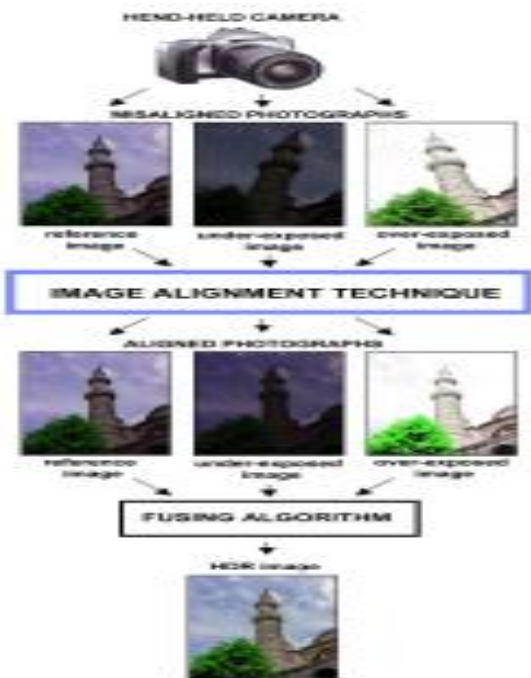 HEND-HELD CAMERA
MISALIGNED PHOTOGRAPHS
reference under-exposed over-exposed
image image image
IMAGE ALIGNMENT TECHNIQUE
ALIGNED PHOTOGRAPHS
reference under-exposed over-exposed
image image image
FUSING ALGORITHM
HDR image